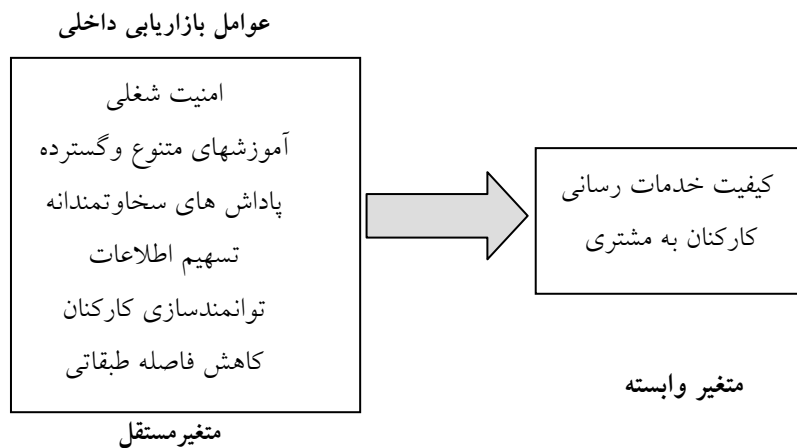 عوامل بازاریابی داخلی
امنیت شغلی
آموزشهای متنوع وگسترده
پاداش های سخاوتمندانه
تسهیم اطلاعات
توانمندسازی کارکنان
کاهش فاصله طبقاتی
متغیرمستقل
کیفیت خدمات رسانی
کارکنان به مشتری
متغیر وابسته